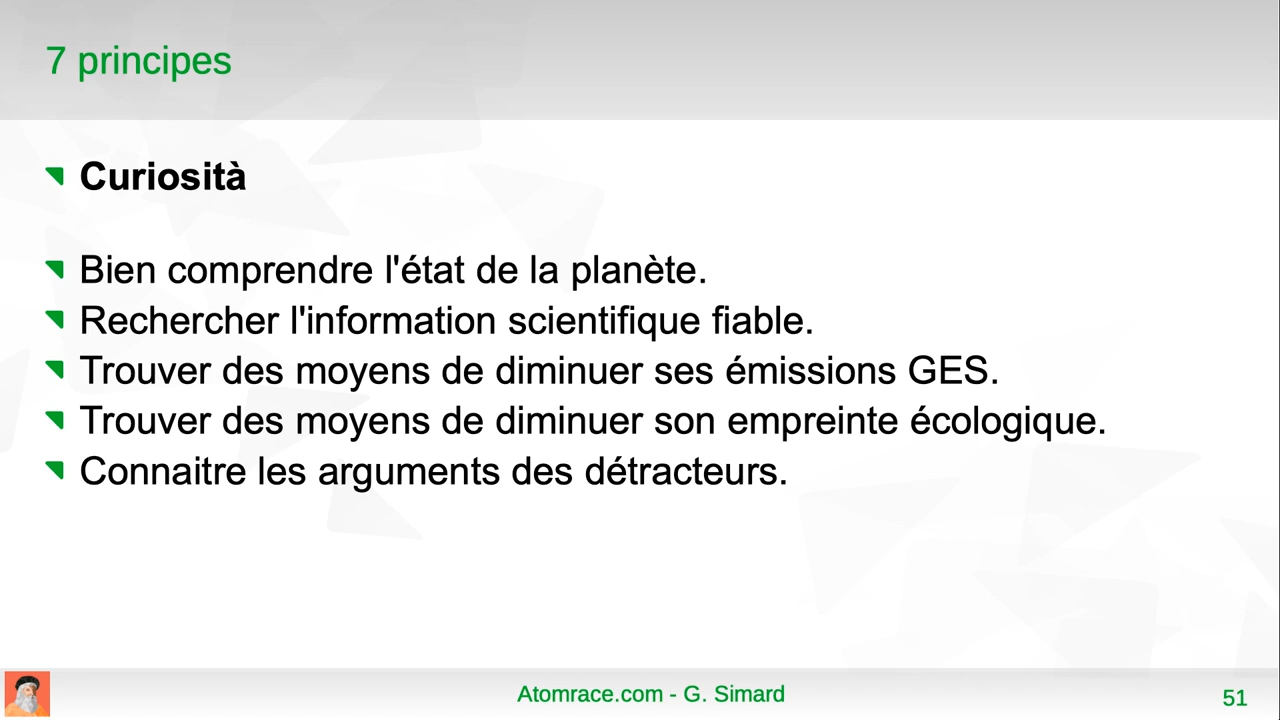 7 principes
Curiosità
Bien comprendre l'état de la planète.
Rechercher l'information scientifique fiable.
Trouver des moyens de diminuer ses émissions GES.
Trouver des moyens de diminuer son empreinte écologique.
Connaitre les arguments des détracteurs.
Atomrace.com - G. Simard
51